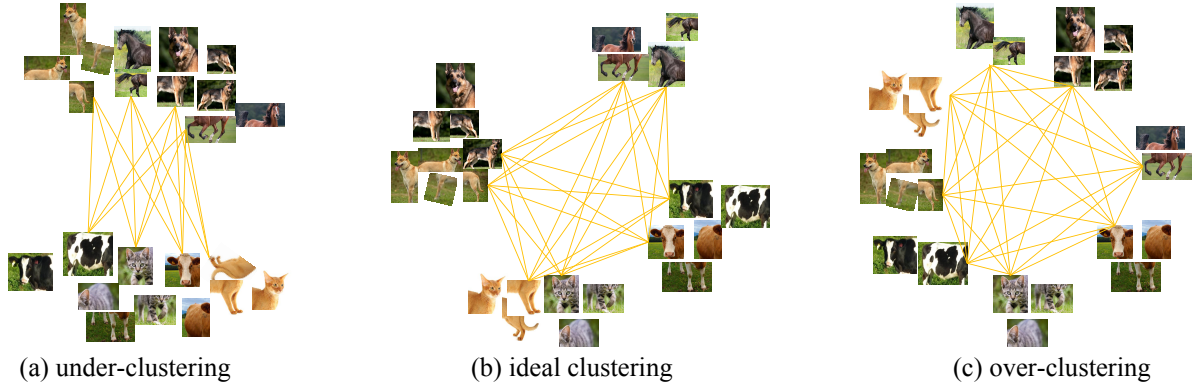 (a) under-clustering
(b) ideal clustering
(c) over-clustering